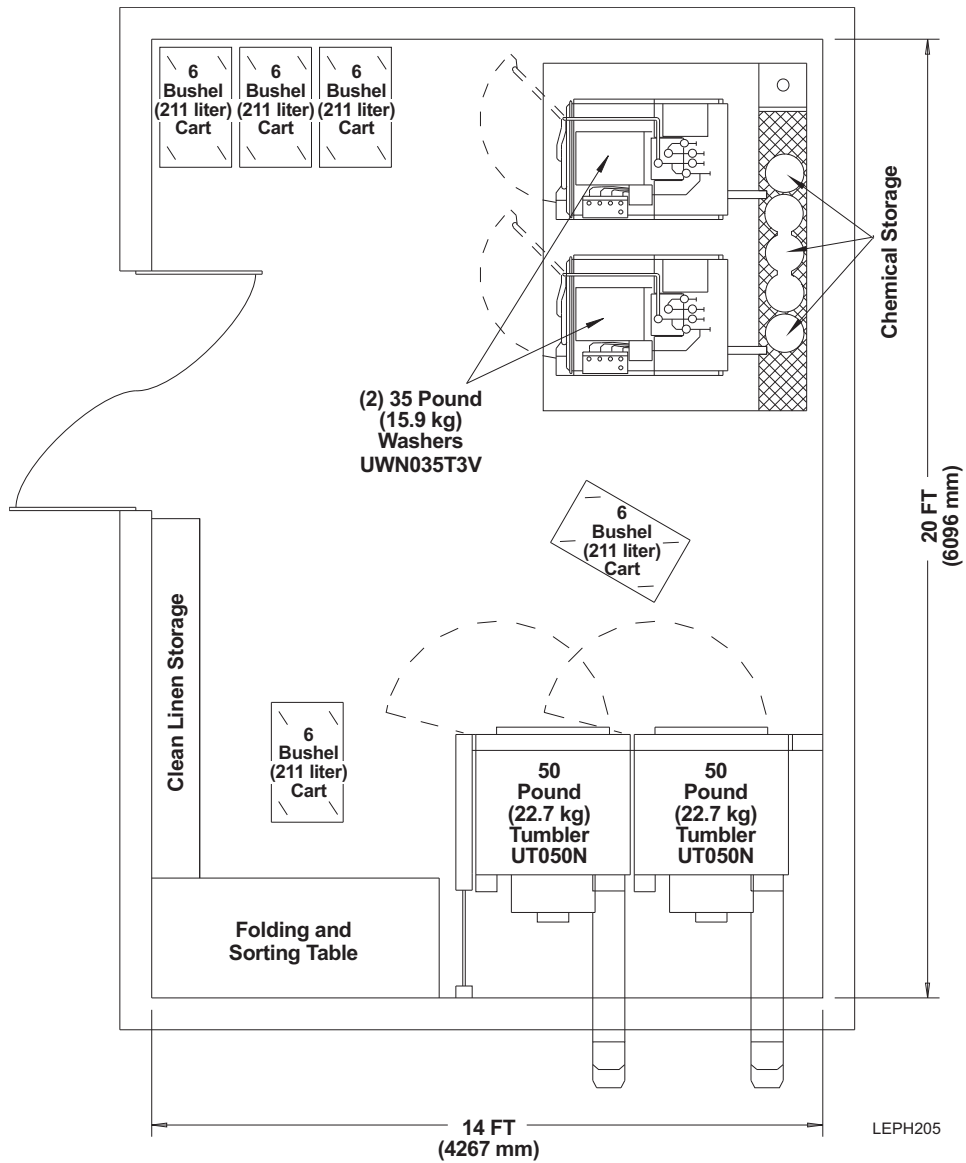 6
Bushel
(211 liter)
Cart
6
Bushel
(211 liter)
Cart
6
Bushel
(211 liter)
Cart
Chemical Storage
(2) 35 Pound
(15.9 kg)
Washers
UWN035T3V
20 FT
(6096 mm)
6
Bushel
(211 liter)
Cart
Clean Linen Storage
6
Bushel
(211 liter)
Cart
50
Pound
(22.7 kg)
Tumbler
UT050N
50
Pound
(22.7 kg)
Tumbler
UT050N
Folding and
Sorting Table
14 FT
(4267 mm)
LEPH205